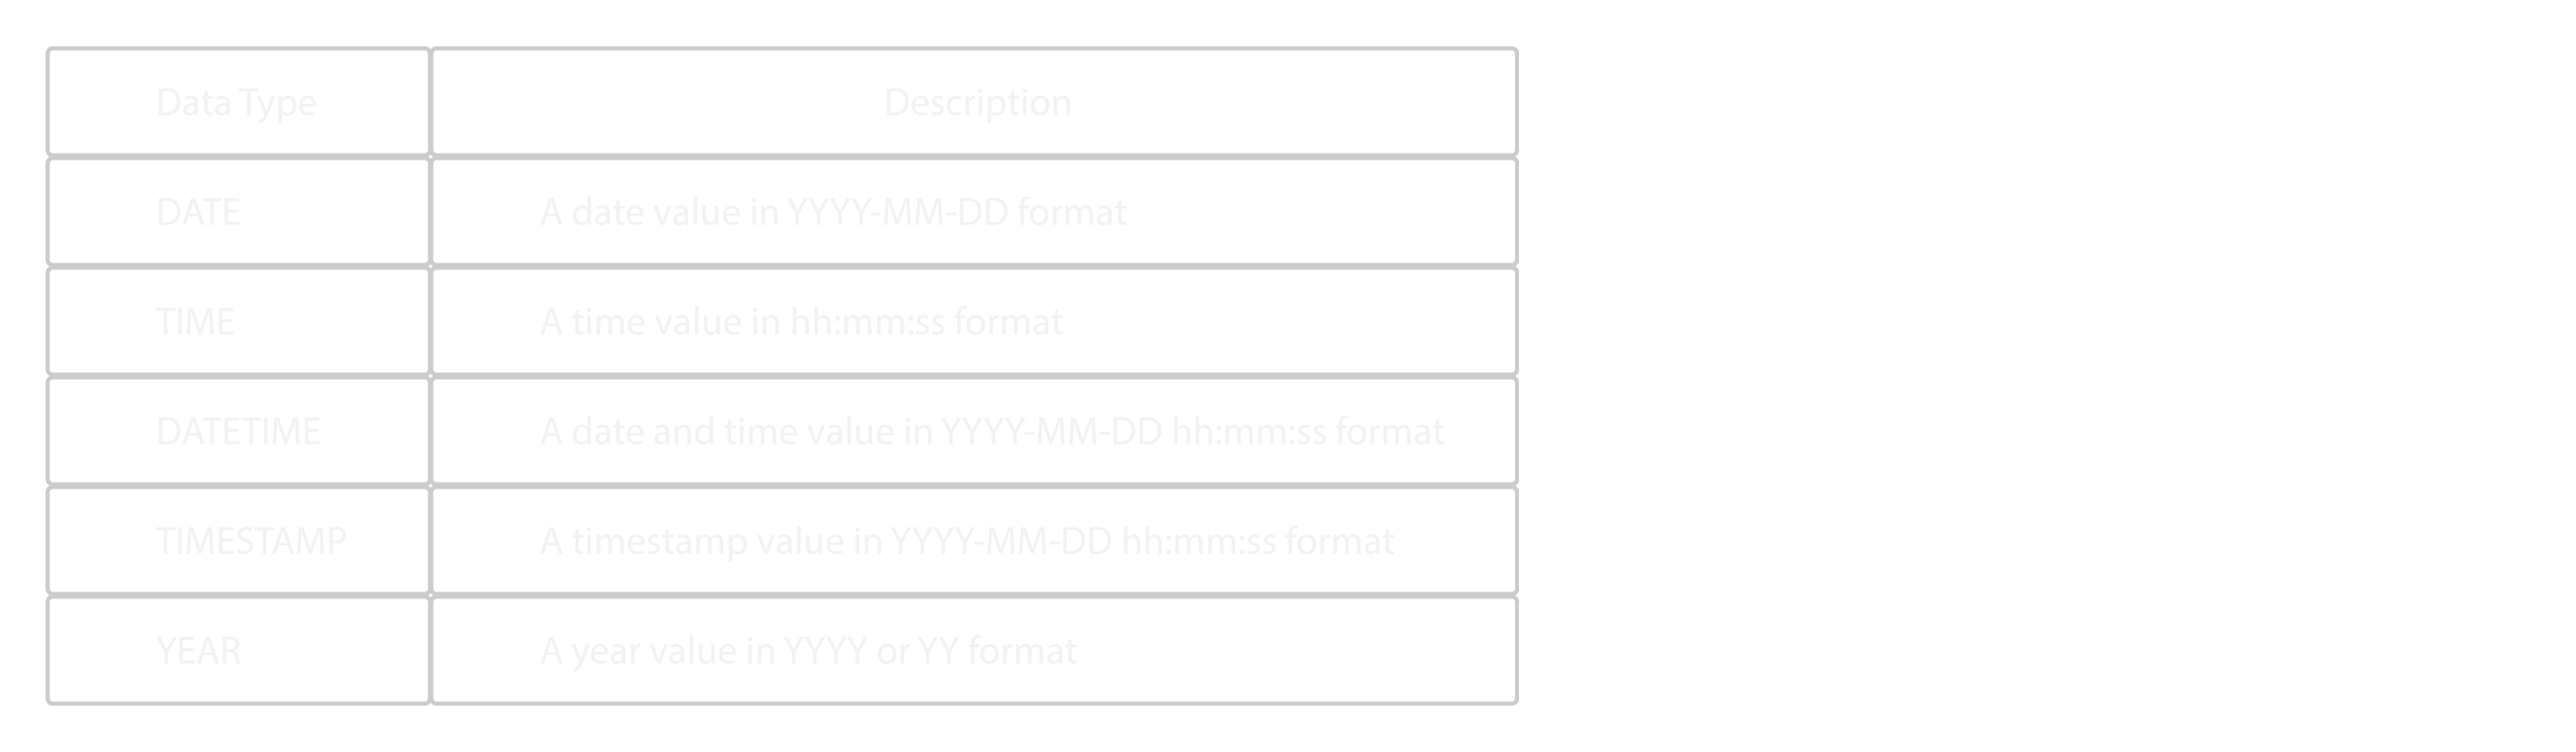 Data Type Description
DATE A date value in YYYY-MM-DD format
TIME A time value in hh:mm:ss format
DATETIME A date and time value in YYYY-MM-DD hh:mm:ss format
TIMESTAMP A timestamp value in YYYY-MM-DD hh:mm:ss format
YEAR A year value in YYYY or YY format